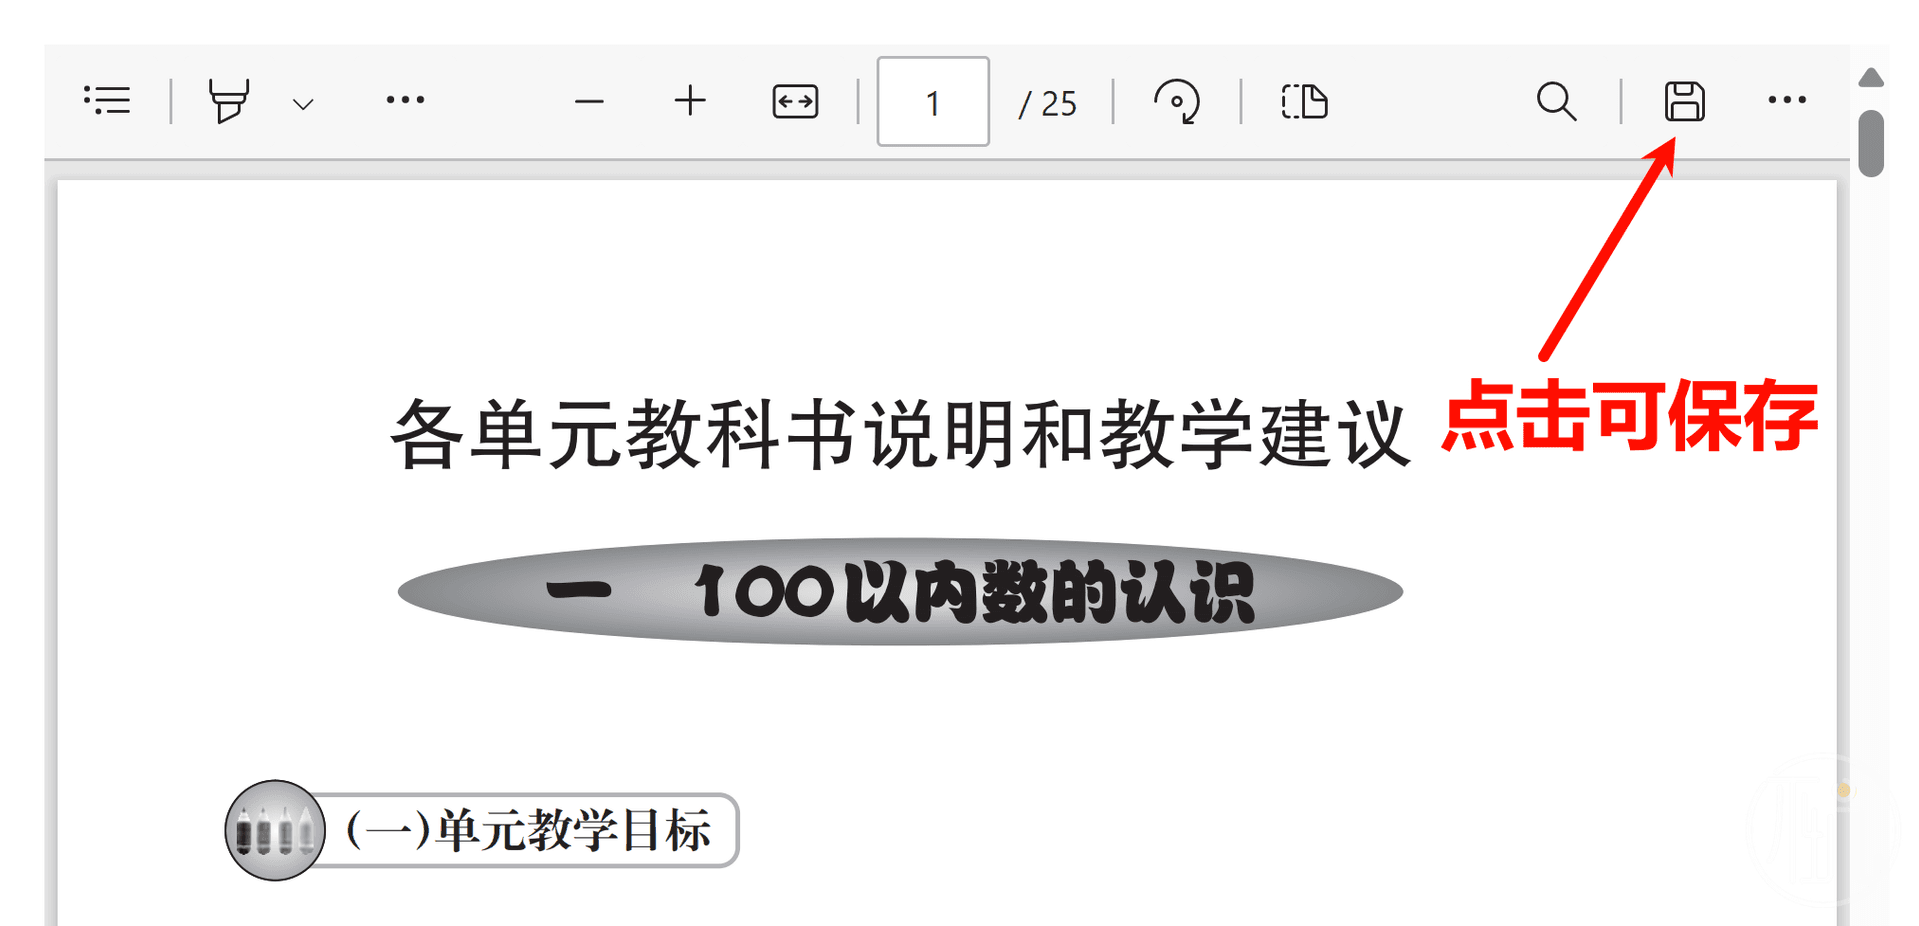 1 / 25
各单元教科书说明和教学建议
点击可保存
一 100以内数的认识
(一)单元教学目标